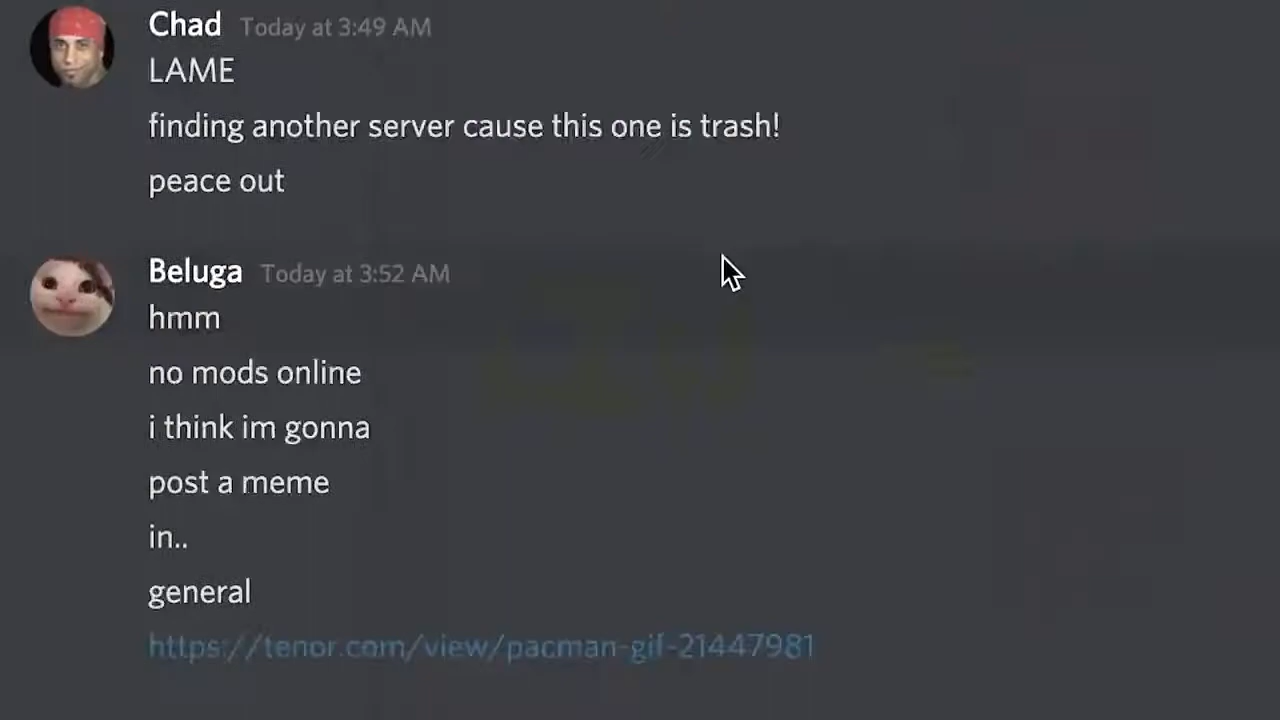 Chad Today at 3:49 AM
LAME
finding another server cause this one is trash!
peace out
Beluga Today at 3:52 AM
hmm
no mods online
i think im gonna
post a meme
in..
general
https://tenor.com/view/pacman-gif-21447981